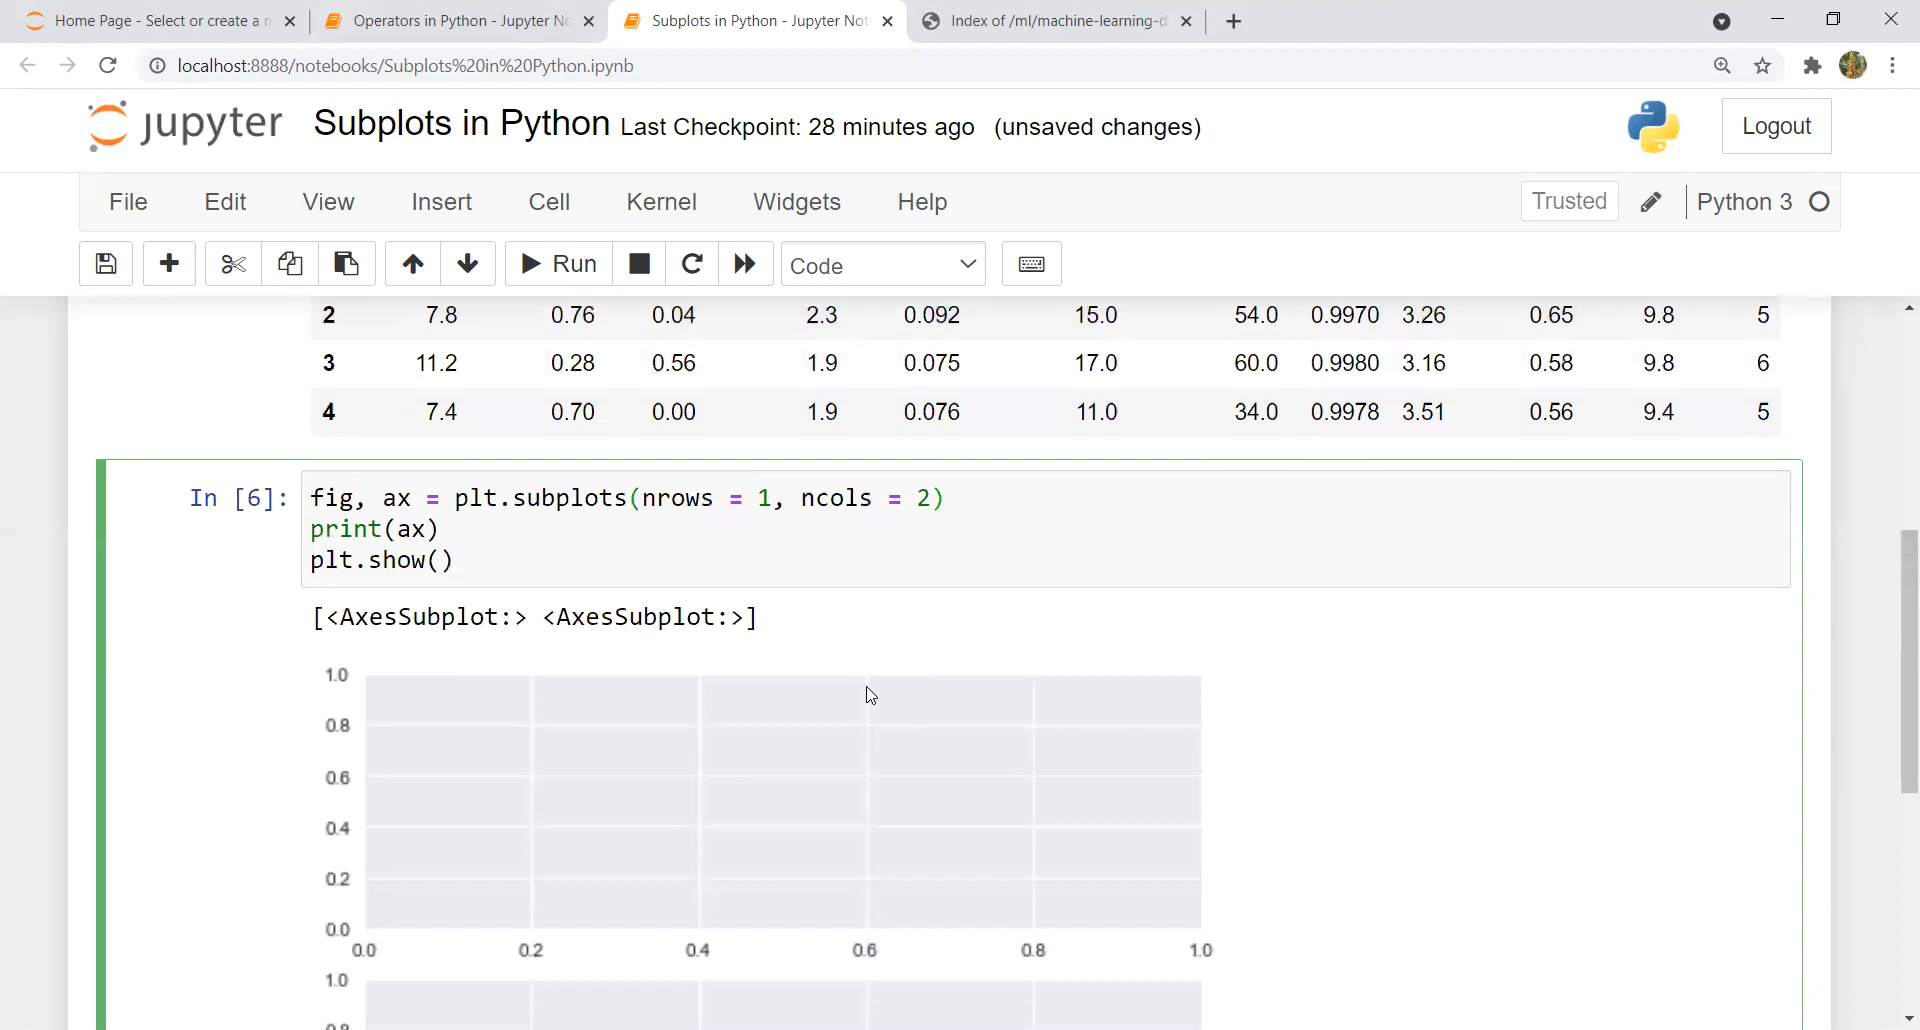 Home Page - Select or create a n
Operators in Python - Jupyter No
Subplots in Python - Jupyter Not
Index of /ml/machine-learning-d
localhost:8888/notebooks/Subplots%20in%20Python.ipynb
jupyter Subplots in Python Last Checkpoint: 28 minutes ago (unsaved changes) Logout
File Edit View Insert Cell Kernel Widgets Help Trusted Python 3
Run Code
2 7.8 0.76 0.04 2.3 0.092 15.0 54.0 0.9970 3.26 0.65 9.8 5
3 11.2 0.28 0.56 1.9 0.075 17.0 60.0 0.9980 3.16 0.58 9.8 6
4 7.4 0.70 0.00 1.9 0.076 11.0 34.0 0.9978 3.51 0.56 9.4 5
In [6]: fig, ax = plt.subplots(nrows = 1, ncols = 2)
print(ax)
plt.show()
[<AxesSubplot:> <AxesSubplot:>]
1.0
0.8
0.6
0.4
0.2
0.0
0.0 0.2 0.4 0.6 0.8 1.0
1.0
0.8